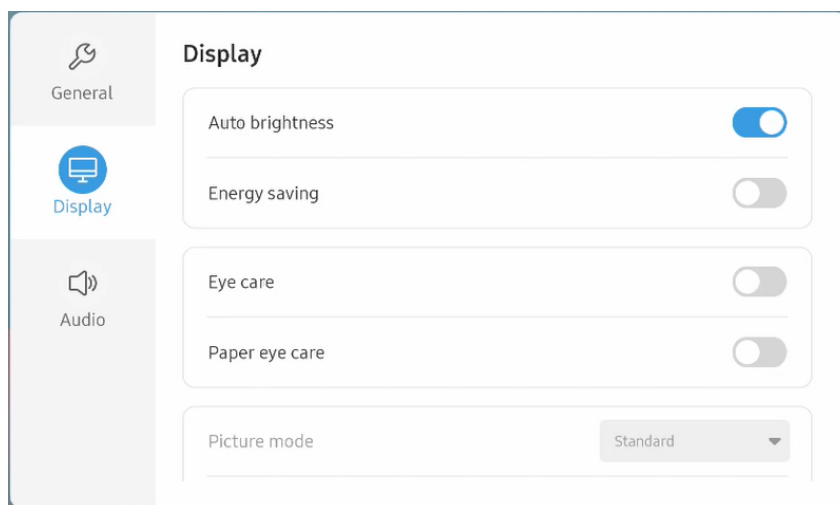 General
Display
Audio
Display
Auto brightness
Energy saving
Eye care
Paper eye care
Picture mode
Standard